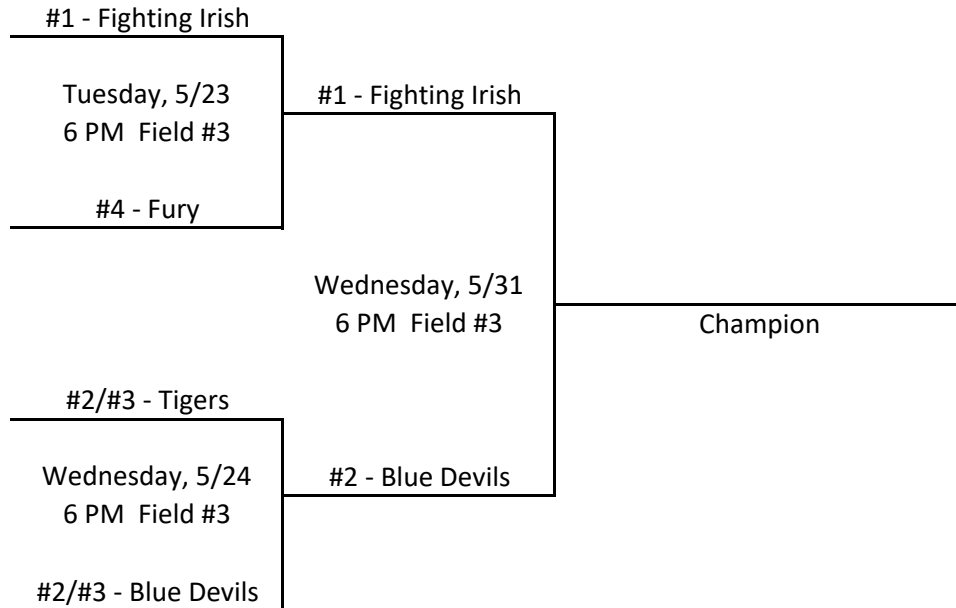 #1 - Fighting Irish
Tuesday, 5/23
6 PM  Field #3
#4 - Fury
#1 - Fighting Irish
Wednesday, 5/31
6 PM  Field #3
Champion
#2/#3 - Tigers
Wednesday, 5/24
6 PM  Field #3
#2/#3 - Blue Devils
#2 - Blue Devils